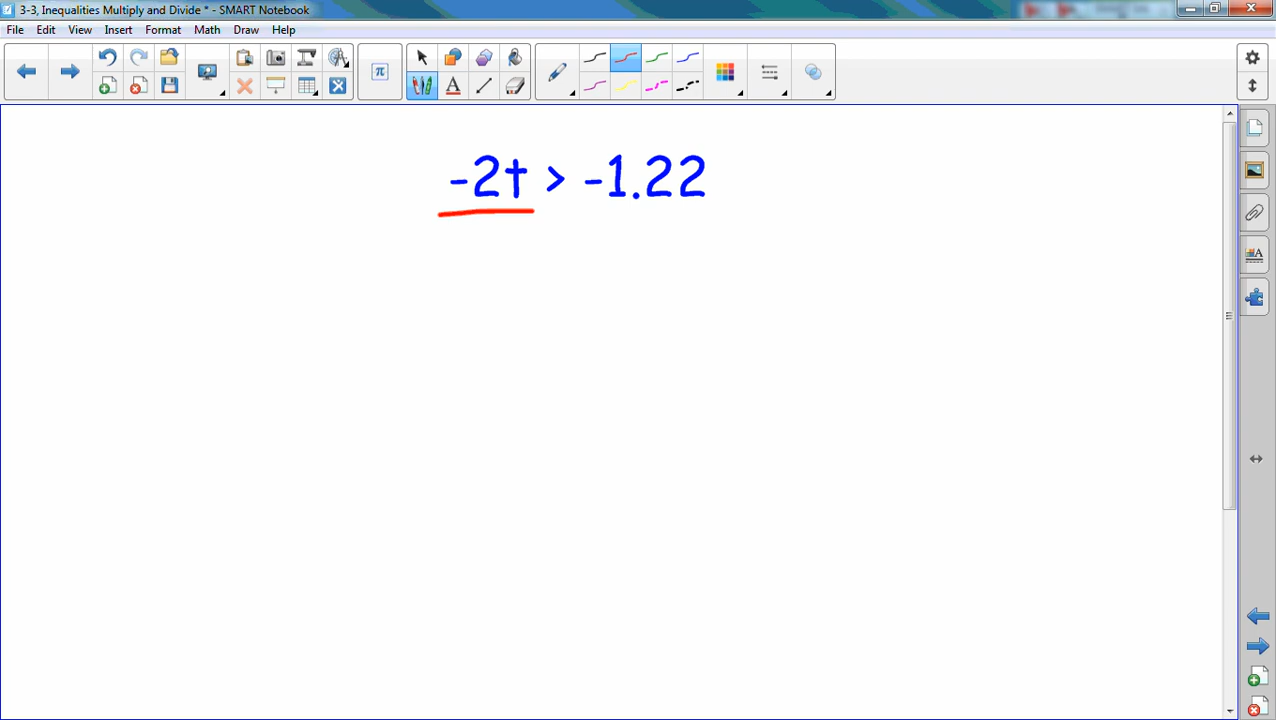 3-3, Inequalities Multiply and Divide * - SMART Notebook
File Edit View Insert Format Math Draw Help
π
A
-2t > -1.22